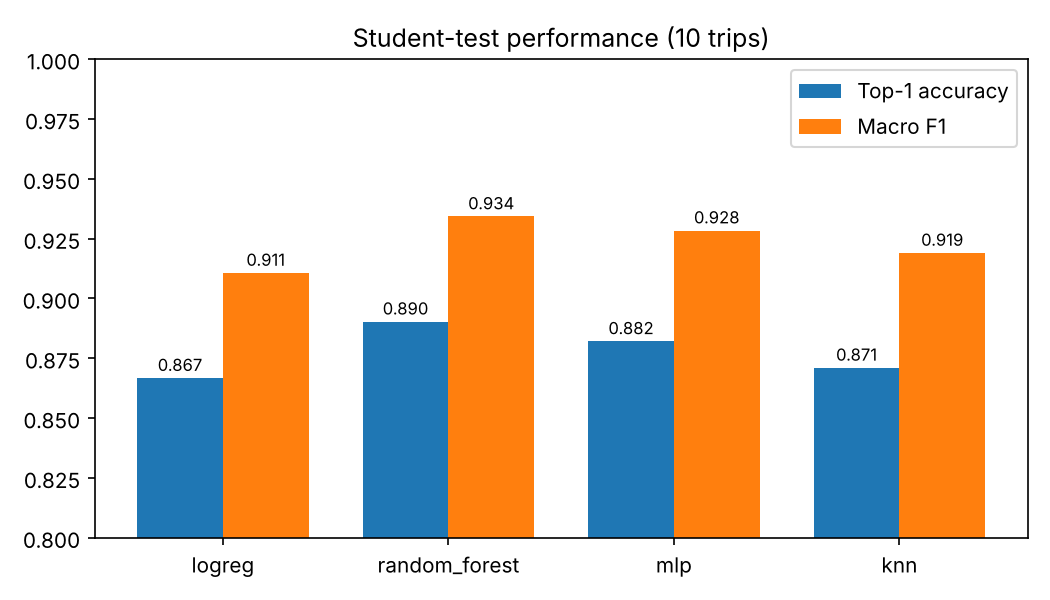 Student-test performance (10 trips)
1.000
0.975
0.950
0.925
0.900
0.875
0.850
0.825
0.800
Top-1 accuracy
Macro F1
0.867
0.911
0.890
0.934
0.882
0.928
0.871
0.919
logreg
random_forest
mlp
knn